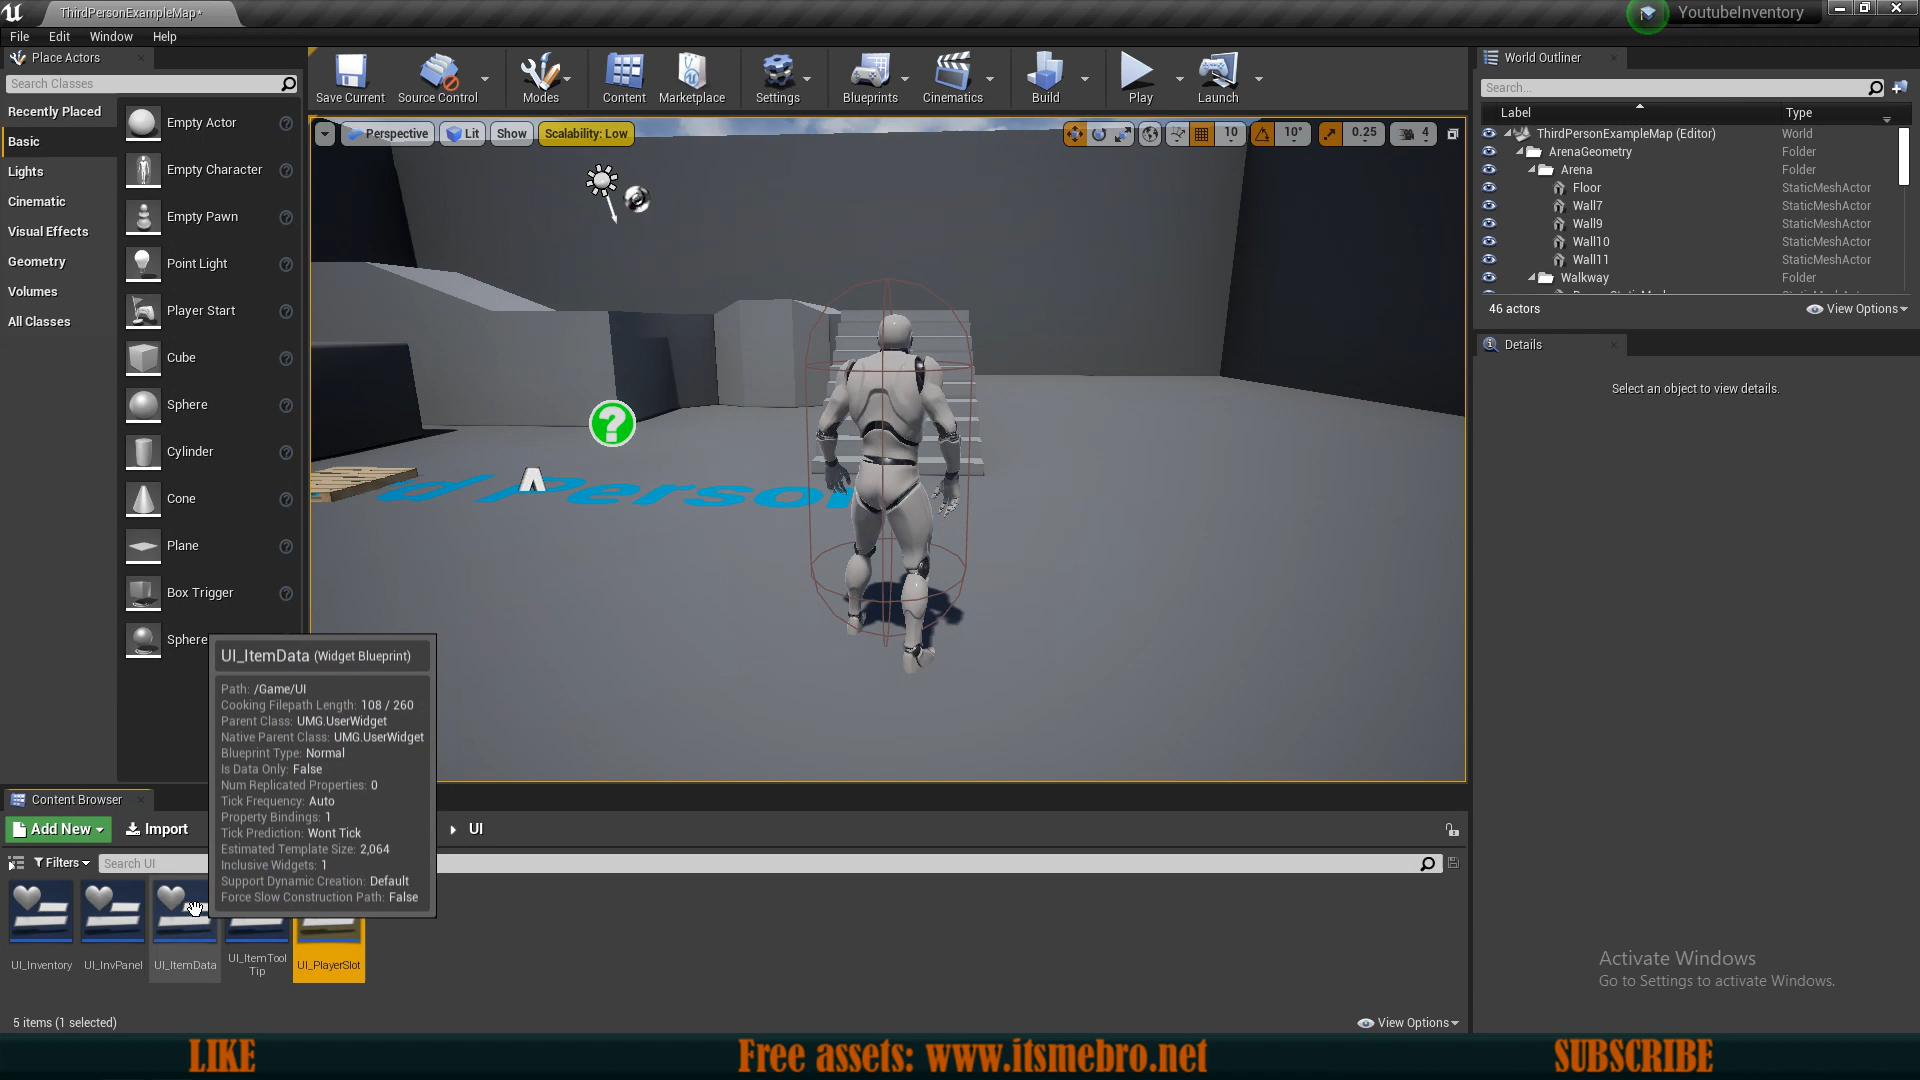 ThirdPersonExampleMap*
YoutubeInventory
File Edit Window Help
Place Actors
Search Classes
Recently Placed
Basic
Lights
Cinematic
Visual Effects
Geometry
Volumes
All Classes
Empty Actor
Empty Character
Empty Pawn
Point Light
Player Start
Cube
Sphere
Cylinder
Cone
Plane
Box Trigger
Sphere
Save Current
Source Control
Modes
Content
Marketplace
Settings
Blueprints
Cinematics
Build
Play
Launch
Perspective Lit Show Scalability: Low
10 10° 0.25 4
d Person
World Outliner
Search...
Label Type
ThirdPersonExampleMap (Editor) World
ArenaGeometry Folder
Arena Folder
Floor StaticMeshActor
Wall7 StaticMeshActor
Wall9 StaticMeshActor
Wall10 StaticMeshActor
Wall11 StaticMeshActor
Walkway Folder
46 actors
View Options
Details
Select an object to view details.
UI_ItemData (Widget Blueprint)
Path: /Game/UI
Cooking Filepath Length: 108 / 260
Parent Class: UMG.UserWidget
Native Parent Class: UMG.UserWidget
Blueprint Type: Normal
Is Data Only: False
Num Replicated Properties: 0
Tick Frequency: Auto
Property Bindings: 1
Tick Prediction: Wont Tick
Estimated Template Size: 2,064
Inclusive Widgets: 1
Support Dynamic Creation: Default
Force Slow Construction Path: False
Content Browser
Add New Import
UI
Filters Search UI
UI_Inventory
UI_InvPanel
UI_ItemData
UI_ItemTool
Tip
UI_PlayerSlot
5 items (1 selected)
View Options
Activate Windows
Go to Settings to activate Windows.
LIKE
Free assets: www.itsmebro.net
SUBSCRIBE